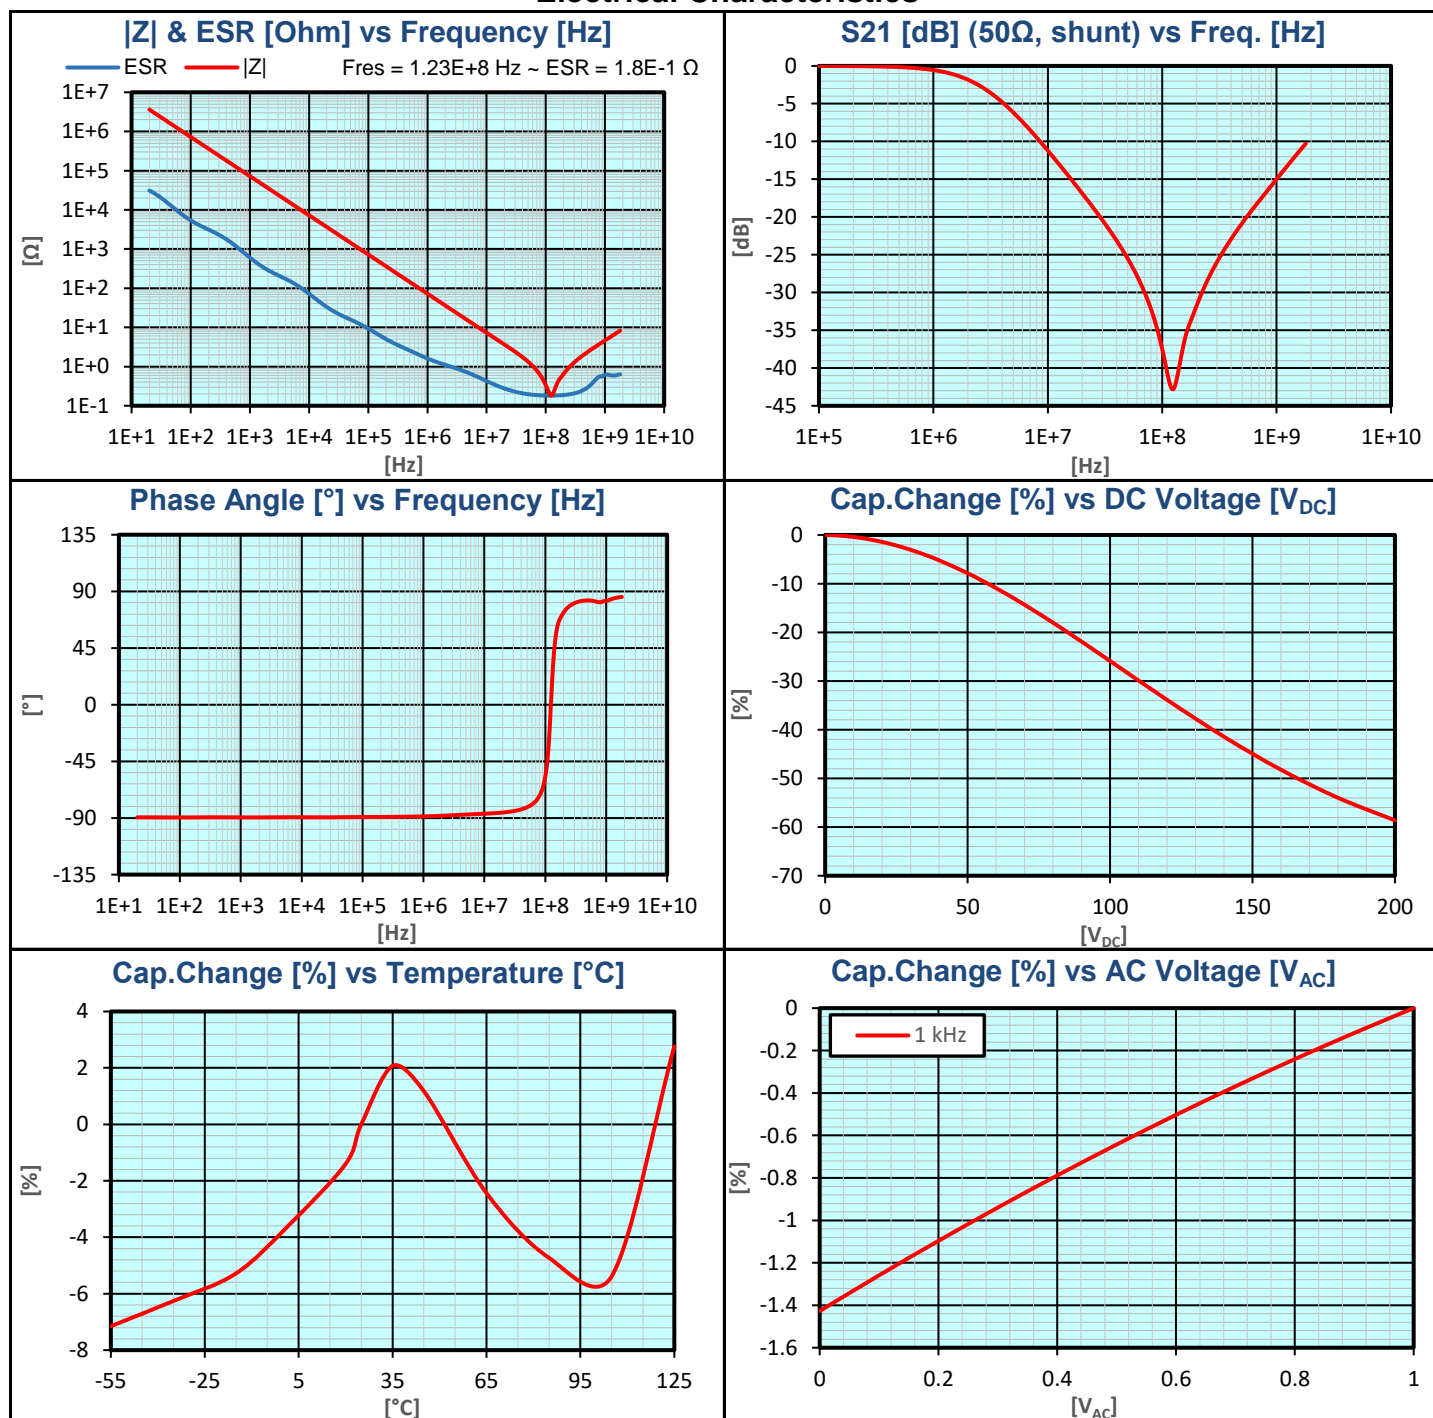 Electrical Characteristics
|Z| & ESR [Ohm] vs Frequency [Hz]
ESR |Z| Fres = 1.23E+8 Hz ~ ESR = 1.8E-1 Ω
1E+7
1E+6
1E+5
1E+4
1E+3
1E+2
1E+1
1E+0
1E-1
[Ω]
1E+1 1E+2 1E+3 1E+4 1E+5 1E+6 1E+7 1E+8 1E+9 1E+10
[Hz]
S21 [dB] (50Ω, shunt) vs Freq. [Hz]
0
-5
-10
-15
-20
-25
-30
-35
-40
-45
[dB]
1E+5 1E+6 1E+7 1E+8 1E+9 1E+10
[Hz]
Phase Angle [°] vs Frequency [Hz]
135
90
45
0
-45
-90
-135
[°]
1E+1 1E+2 1E+3 1E+4 1E+5 1E+6 1E+7 1E+8 1E+9 1E+10
[Hz]
Cap.Change [%] vs DC Voltage [VDC]
0
-10
-20
-30
-40
-50
-60
-70
[%]
0 50 100 150 200
[VDC]
Cap.Change [%] vs Temperature [°C]
4
2
0
-2
-4
-6
-8
[%]
-55 -25 5 35 65 95 125
[°C]
Cap.Change [%] vs AC Voltage [VAC]
1 kHz
0
-0.2
-0.4
-0.6
-0.8
-1
-1.2
-1.4
-1.6
[%]
0 0.2 0.4 0.6 0.8 1
[VAC]